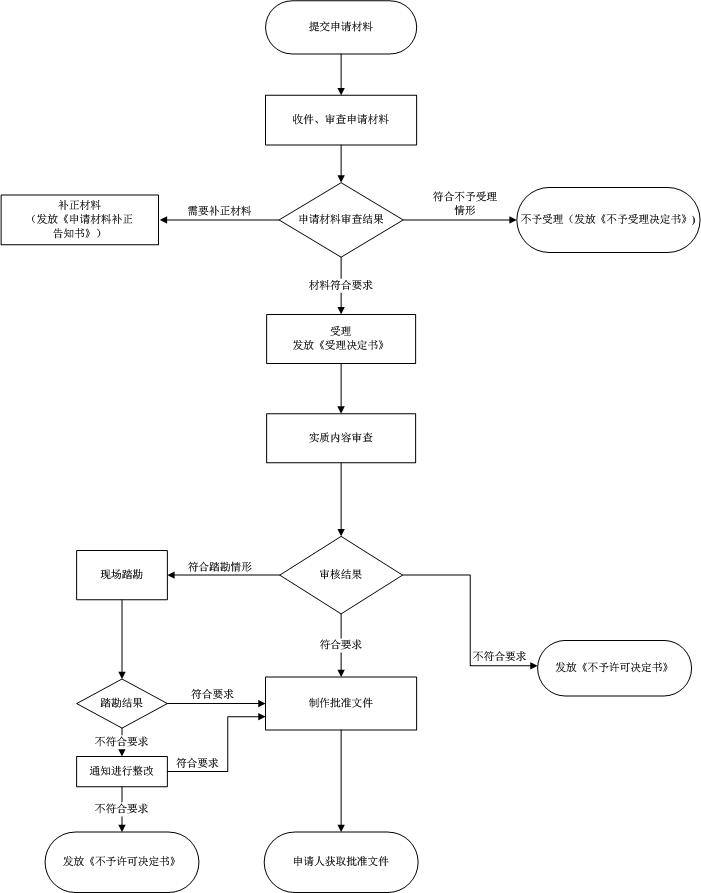 提交申请材料
收件、审查申请材料
补正材料
（发放《申请材料补正
告知书》）
需要补正材料
申请材料审查结果
符合不予受理
情形
不予受理（发放《不予受理决定书》)
材料符合要求
受理
发放《受理决定书》
实质内容审查
现场踏勘
符合踏勘情形
审核结果
符合要求
不符合要求
发放《不予许可决定书》
踏勘结果
符合要求
制作批准文件
不符合要求
通知进行整改
符合要求
不符合要求
发放《不予许可决定书》
申请人获取批准文件